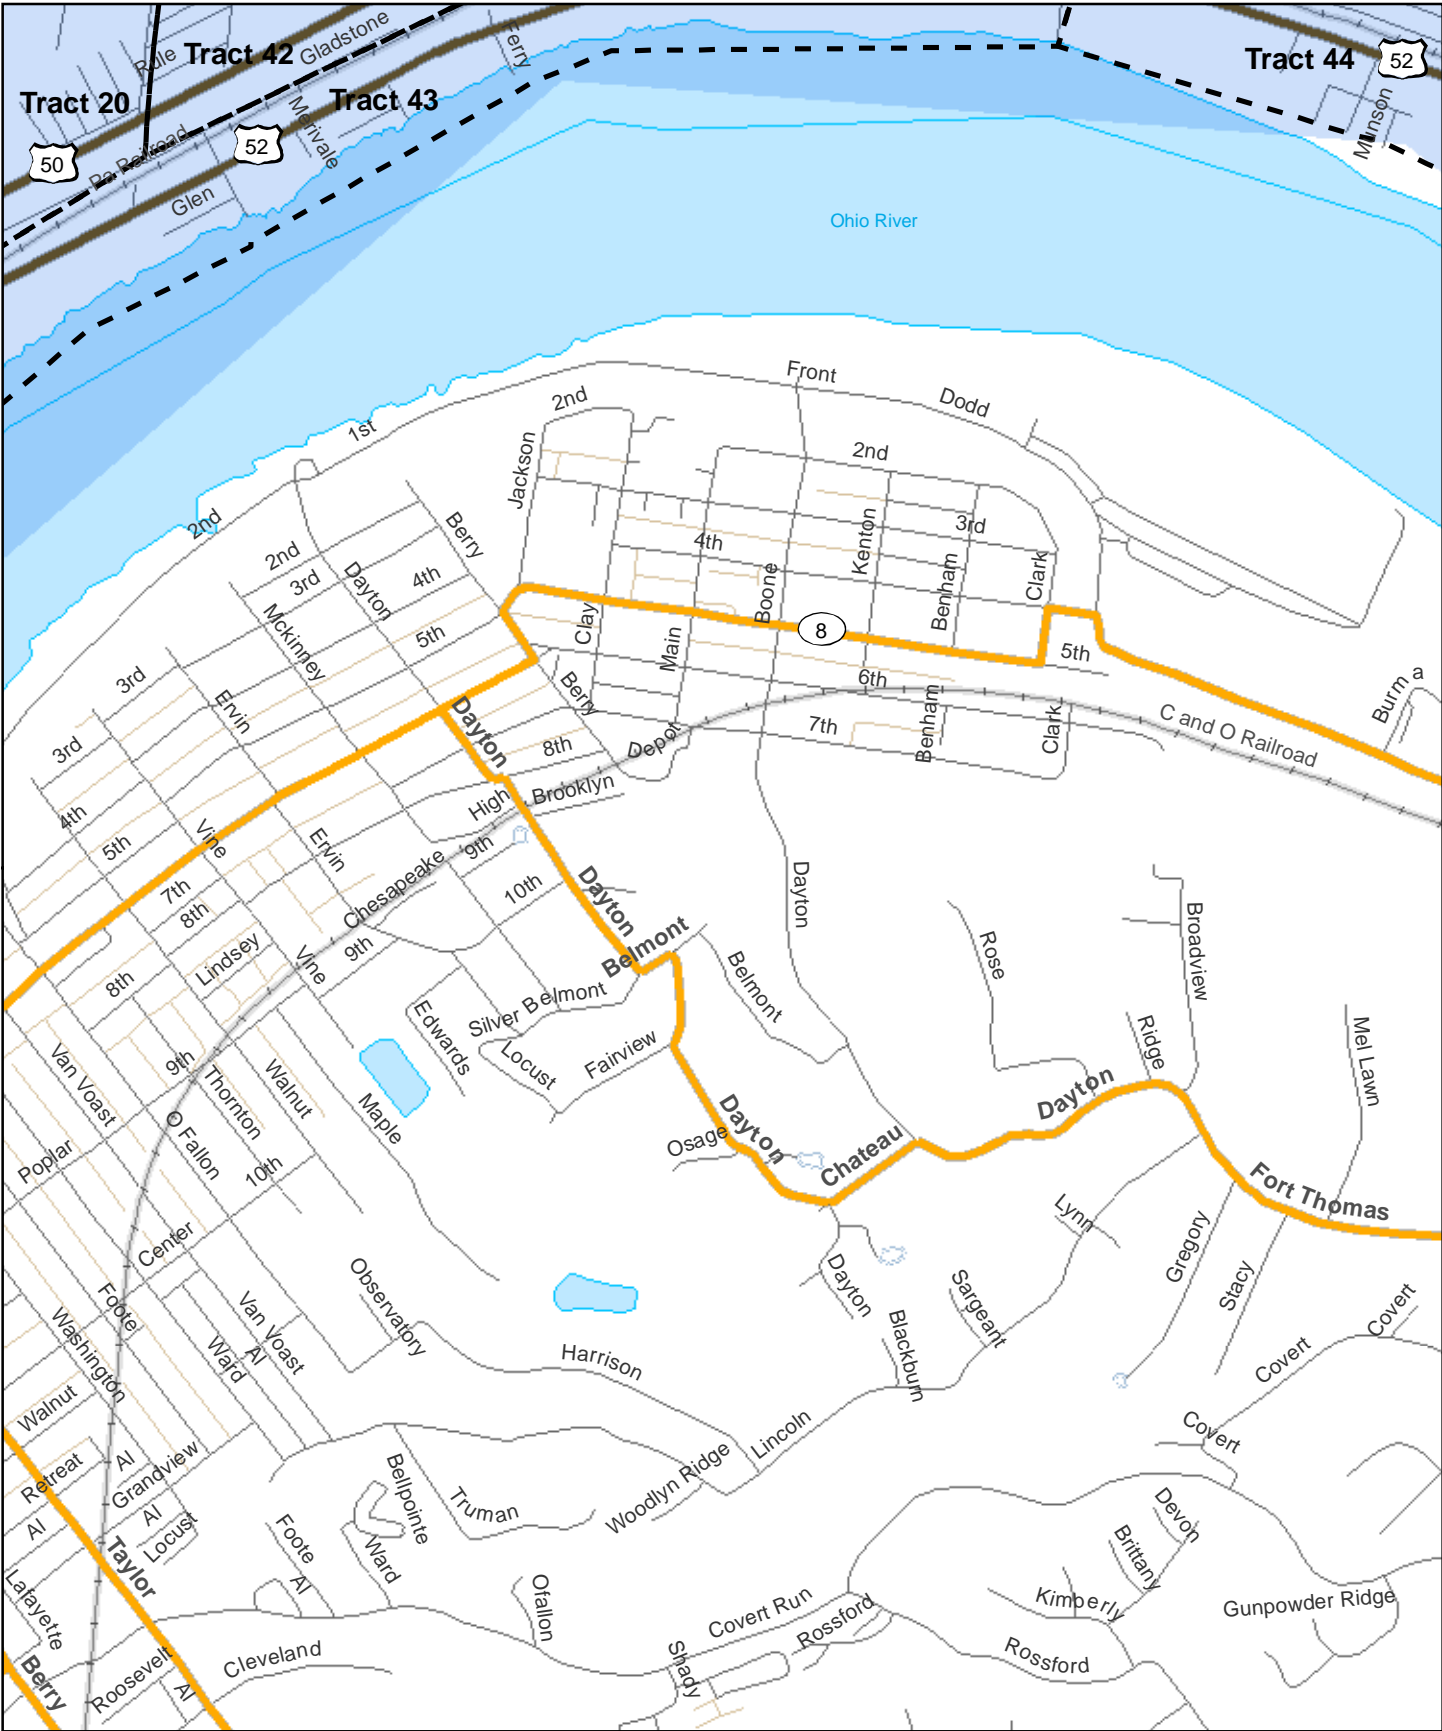 Tract 42
Gladstone
Ferry
Rule
Tract 44
52
Tract 20
Tract 43
Merivale
Munson
50
Pa Railroad
52
Glen
Ohio River
Front
Dodd
2nd
1st
Jackson
2nd
2nd
Berry
3rd
Kenton
4th
2nd
3rd
Dayton
4th
Boone
Benham
Clark
Mckinney
5th
Clay
Main
8
5th
3rd
Ervin
Berry
6th
Burma
Dayton
3rd
8th
Depot
7th
Benham
Clark
C and O Railroad
High
Brooklyn
4th
5th
Vine
Ervin
9th
Chesapeake
7th
8th
10th
Dayton
Dayton
Belmont
Rose
Broadview
Lindsey
Vine
9th
8th
Belmont
Silver Belmont
Edwards
Locust
Fairview
Ridge
Mel Lawn
Van Voast
9th
Thornton
Walnut
Maple
Dayton
Osage
Dayton
Chateau
O Fallon
Poplar
10th
Fort Thomas
Center
Lynn
Gregory
Stacy
Observatory
Dayton
Sargeant
Blackburn
Foote
Washington
Van Voast
Al
Ward
Harrison
Covert
Covert
Walnut
Lincoln
Covert
Retreat
Al
Grandview
Al
Al
Locust
Bellpointe
Truman
Woodlyn Ridge
Devon
Brittany
Taylor
Foote
Al
Ward
Lafayette
Ofallon
Covert Run
Rossford
Kimberly
Gunpowder Ridge
Rossford
Cleveland
Shady
Berry
Roosevelt
Al